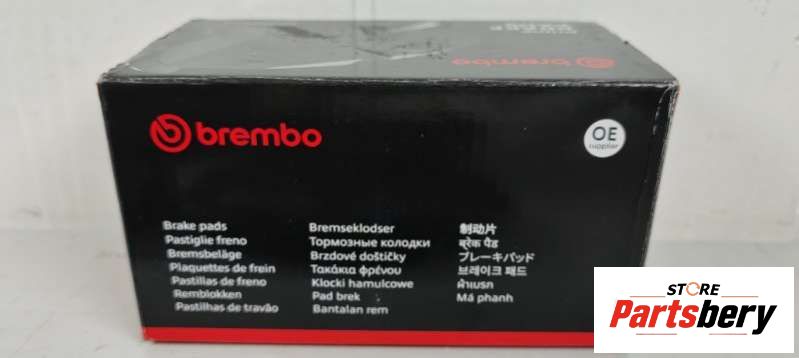 brembo
brembo
OE
supplier
Brake pads
Pastiglie freno
Bremsbeläge
Plaquettes de frein
Pastillas de freno
Remblokken
Pastilhas de travão
Bremseklodser
Тормозные колодки
Brzdové doštičky
Τακάκια φρένου
Klocki hamulcowe
Pad brek
Bantalan rem
制动片
ब्रेक पैड
ブレーキパッド
브레이크 패드
ผ้าเบรก
Má phanh
STORE
Partsbery